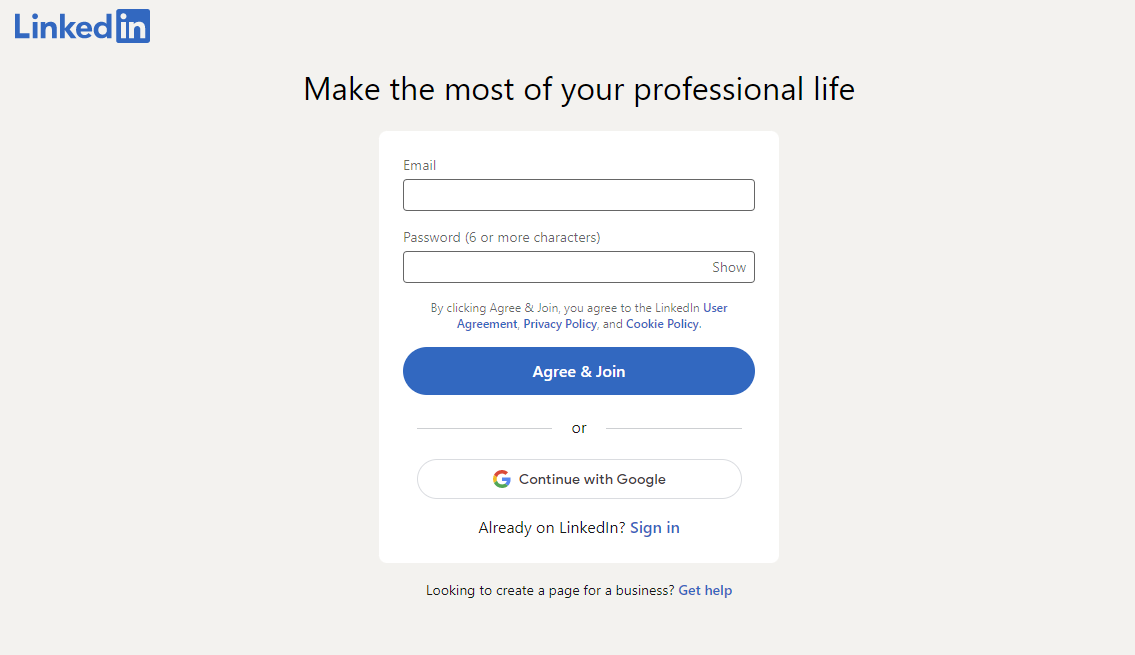 Linkedin
Make the most of your professional life
Email
Password (6 or more characters)
Show
By clicking Agree & Join, you agree to the LinkedIn User
Agreement, Privacy Policy, and Cookie Policy.
Agree & Join
or
Continue with Google
Already on LinkedIn? Sign in
Looking to create a page for a business? Get help